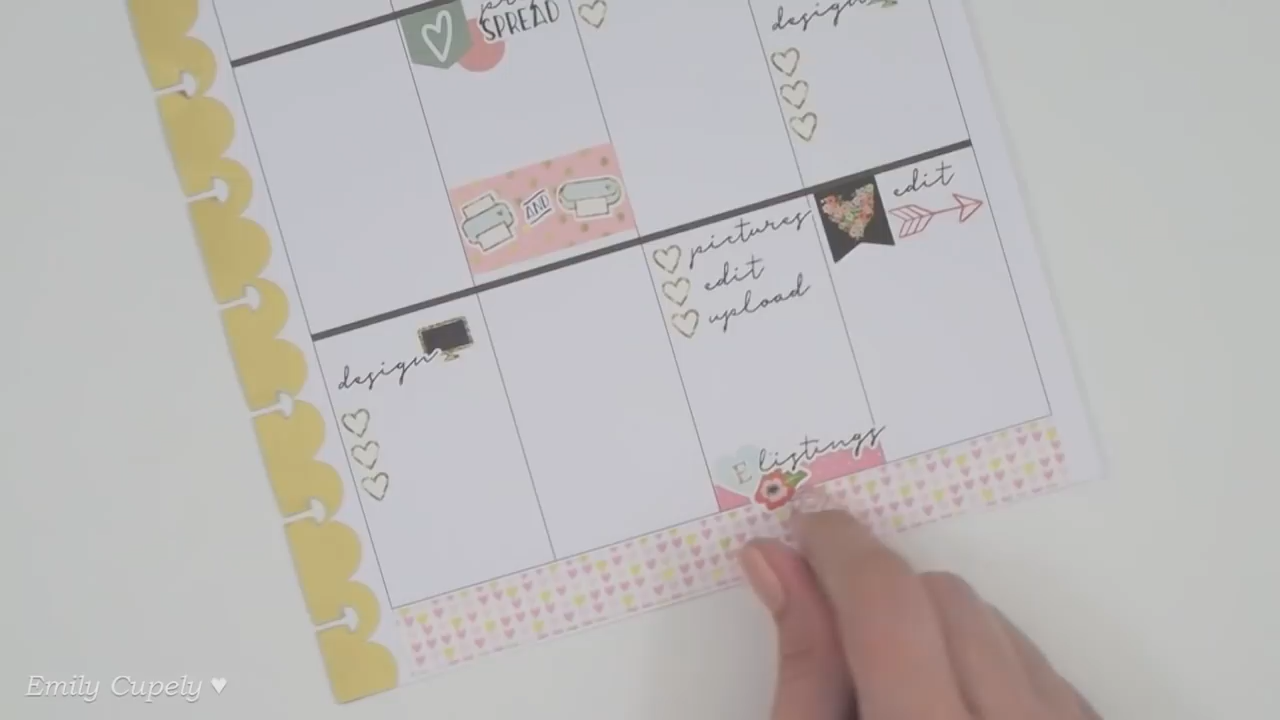 SPREAD
design
AND
edit
pictures
edit
upload
design
E listings
Emily Cupely ♥